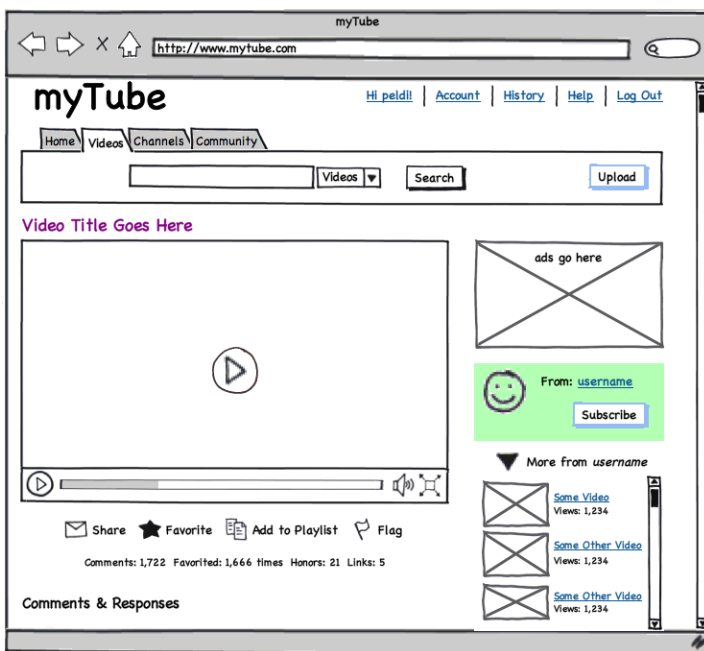 myTube
http://www.mytube.com
myTube
Hi peldi! Account History Help Log Out
Home Videos Channels Community
Videos Search Upload
Video Title Goes Here
ads go here
From: username
Subscribe
More from username
Some Video
Views: 1,234
Some Other Video
Views: 1,234
Some Other Video
Views: 1,234
Share Favorite Add to Playlist Flag
Comments: 1,722 Favorited: 1,666 times Honors: 21 Links: 5
Comments & Responses